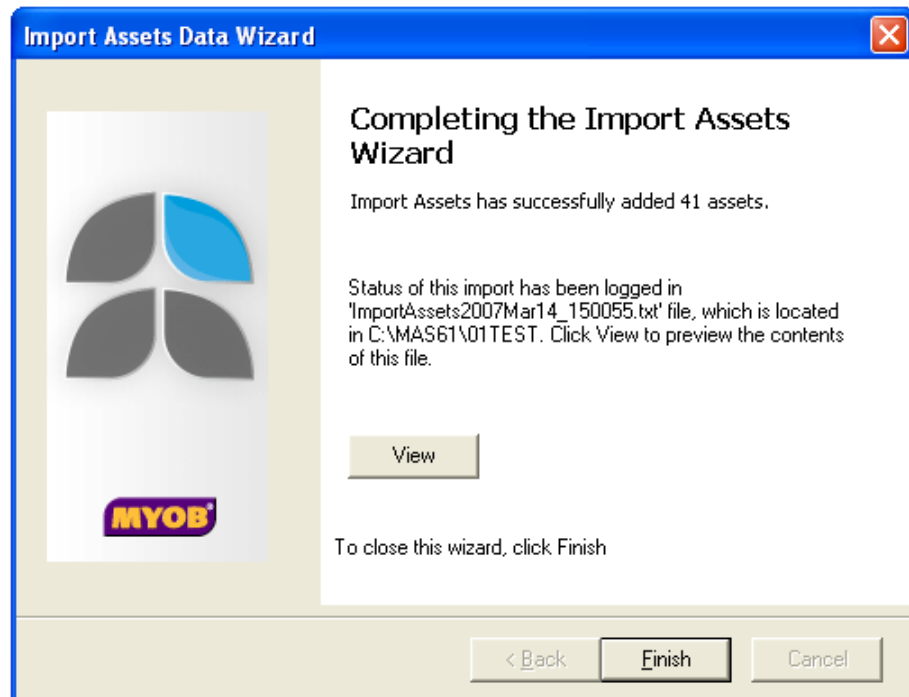 Import Assets Data Wizard
Completing the Import Assets
Wizard
Import Assets has successfully added 41 assets.
Status of this import has been logged in
'ImportAssets2007Mar14_150055.txt' file, which is located
in C:\MAS61\01TEST. Click View to preview the contents
of this file.
View
MYOB
To close this wizard, click Finish
< Back
Finish
Cancel